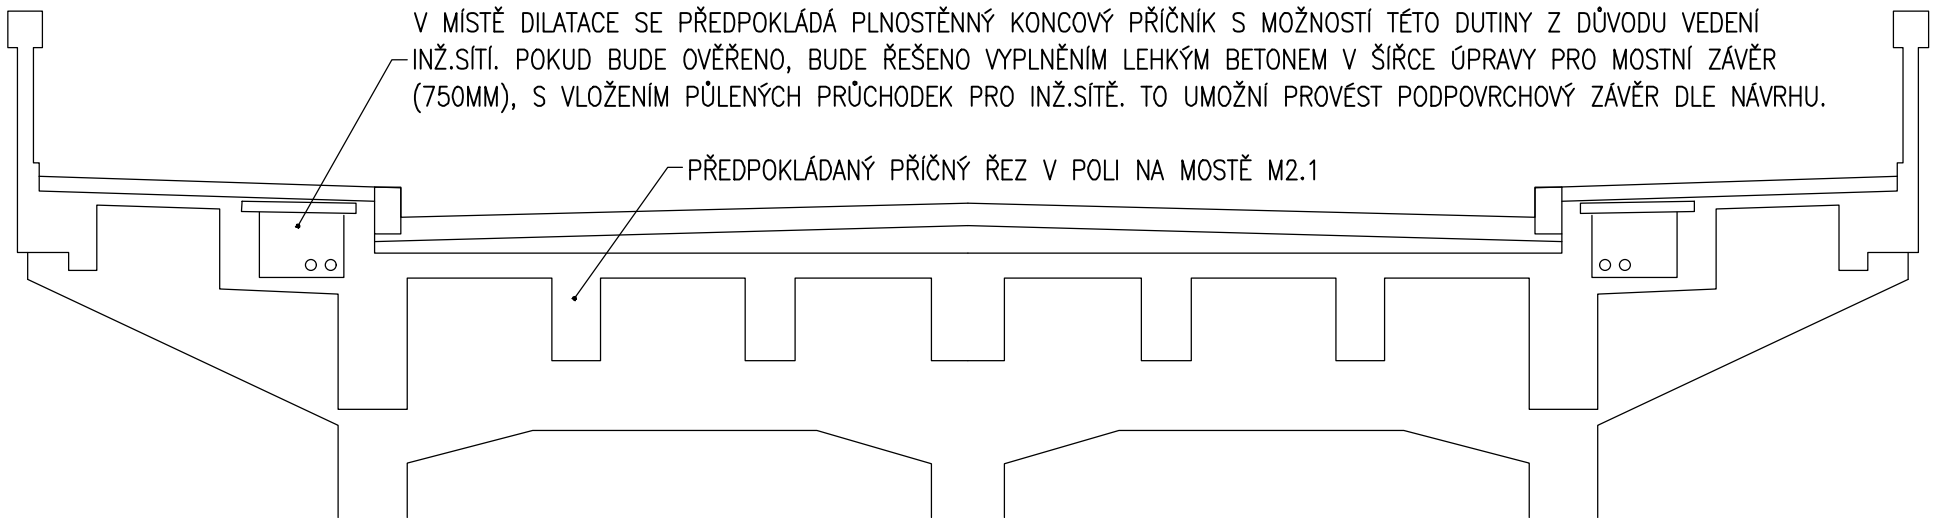 V MÍSTĚ DILATACE SE PŘEDPOKLÁDÁ PLNOSTĚNNÝ KONCOVÝ PŘÍČNÍK S MOŽNOSTÍ TÉTO DUTINY Z DŮVODU VEDENÍ
INŽ.SÍTÍ. POKUD BUDE OVĚŘENO, BUDE ŘEŠENO VYPLNĚNÍM LEHKÝM BETONEM V ŠÍŘCE ÚPRAVY PRO MOSTNÍ ZÁVĚR
(750MM), S VLOŽENÍM PŮLENÝCH PRŮCHODEK PRO INŽ.SÍTĚ. TO UMOŽNÍ PROVÉST PODPOVRCHOVÝ ZÁVĚR DLE NÁVRHU.
PŘEDPOKLÁDANÝ PŘÍČNÝ ŘEZ V POLI NA MOSTĚ M2.1